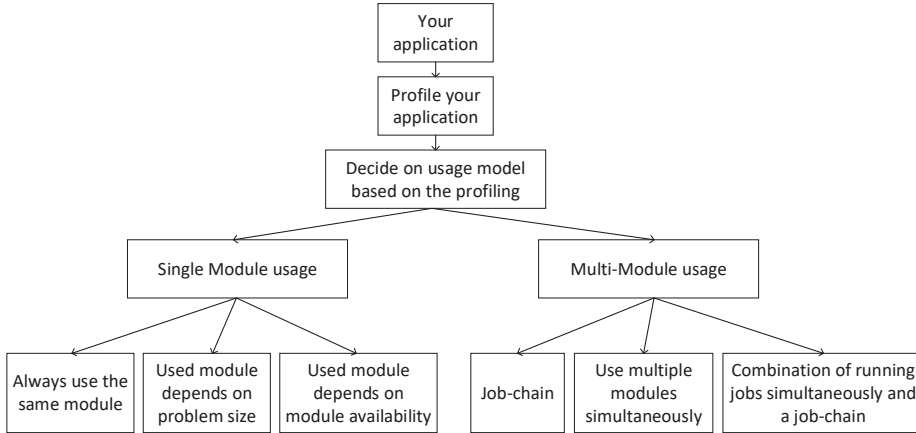 Your
application
Profile your
application
Decide on usage model
based on the profiling
Single Module usage
Multi-Module usage
Always use the
same module
Used module
depends on
problem size
Used module
depends on
module availability
Job-chain
Use multiple
modules
simultaneously
Combination of running
jobs simultaneously and
a job-chain